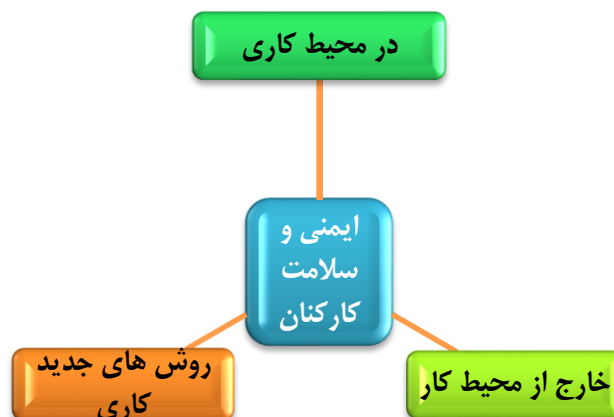 در محیط کاری
ایمنی و
سلامت
کارکنان
خارج از محیط کار
روش های جدید
کاری